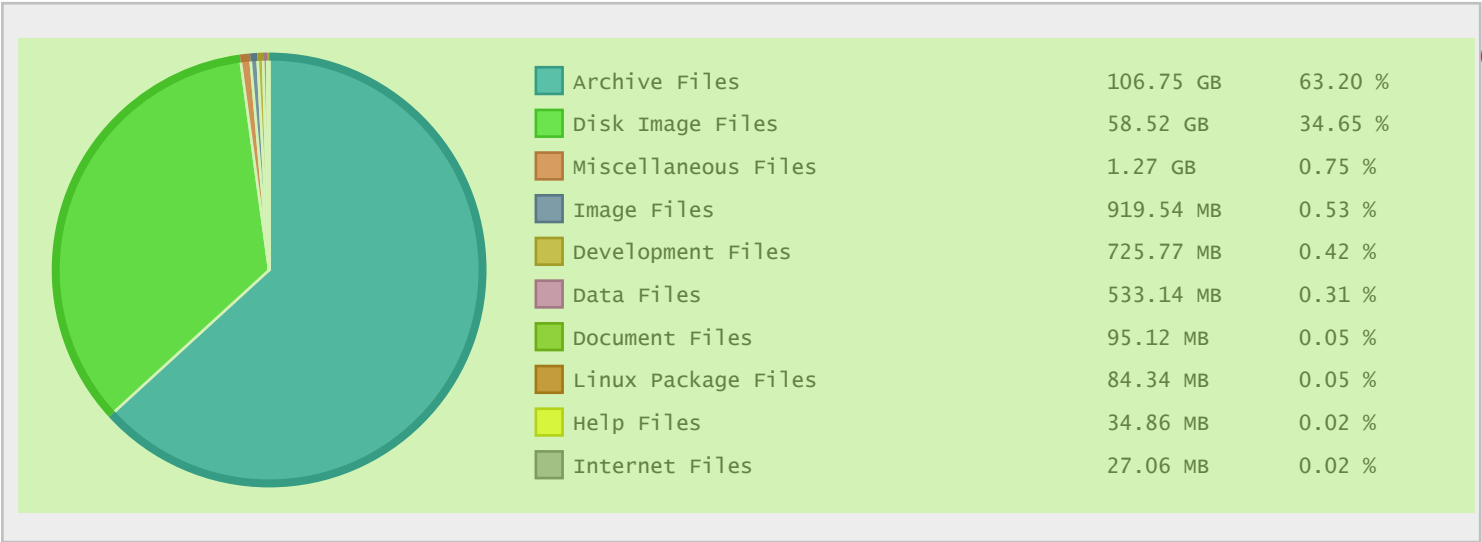 Archive Files 106.75 GB 63.20 %
Disk Image Files 58.52 GB 34.65 %
Miscellaneous Files 1.27 GB 0.75 %
Image Files 919.54 MB 0.53 %
Development Files 725.77 MB 0.42 %
Data Files 533.14 MB 0.31 %
Document Files 95.12 MB 0.05 %
Linux Package Files 84.34 MB 0.05 %
Help Files 34.86 MB 0.02 %
Internet Files 27.06 MB 0.02 %